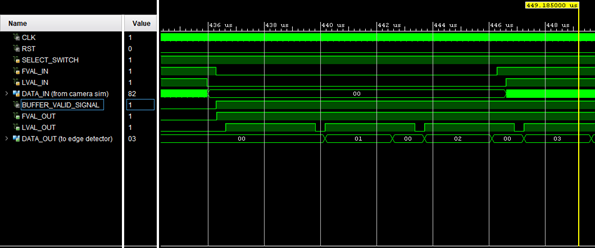 449.185000 us
Name Value
436 us 438 us 440 us 442 us 444 us 446 us 448 us
CLK 1
RST 0
SELECT_SWITCH 1
FVAL_IN 1
LVAL_IN 1
DATA_IN (from camera sim) 82 00
BUFFER_VALID_SIGNAL 1
FVAL_OUT 1
LVAL_OUT 1
DATA_OUT (to edge detector) 03 00 01 00 02 00 03